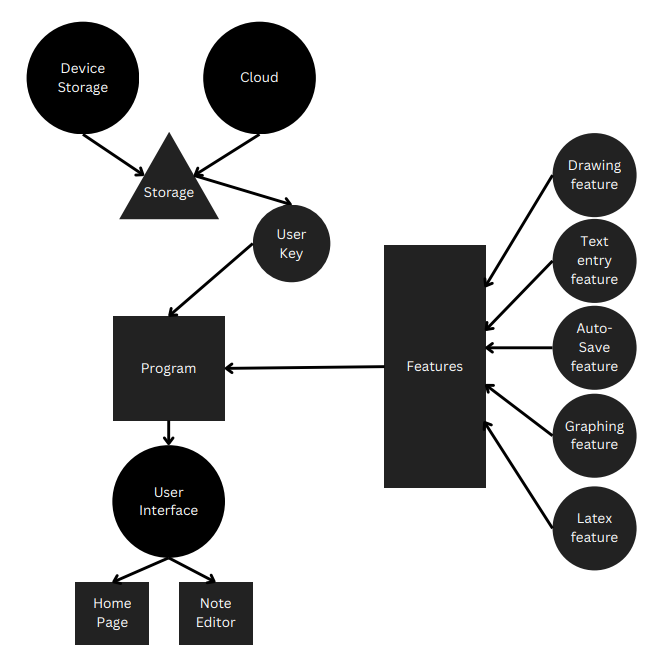 Device
Storage
Cloud
Storage
User
Key
Program
Features
Drawing
feature
Text
entry
feature
Auto-
Save
feature
Graphing
feature
Latex
feature
User
Interface
Home
Page
Note
Editor